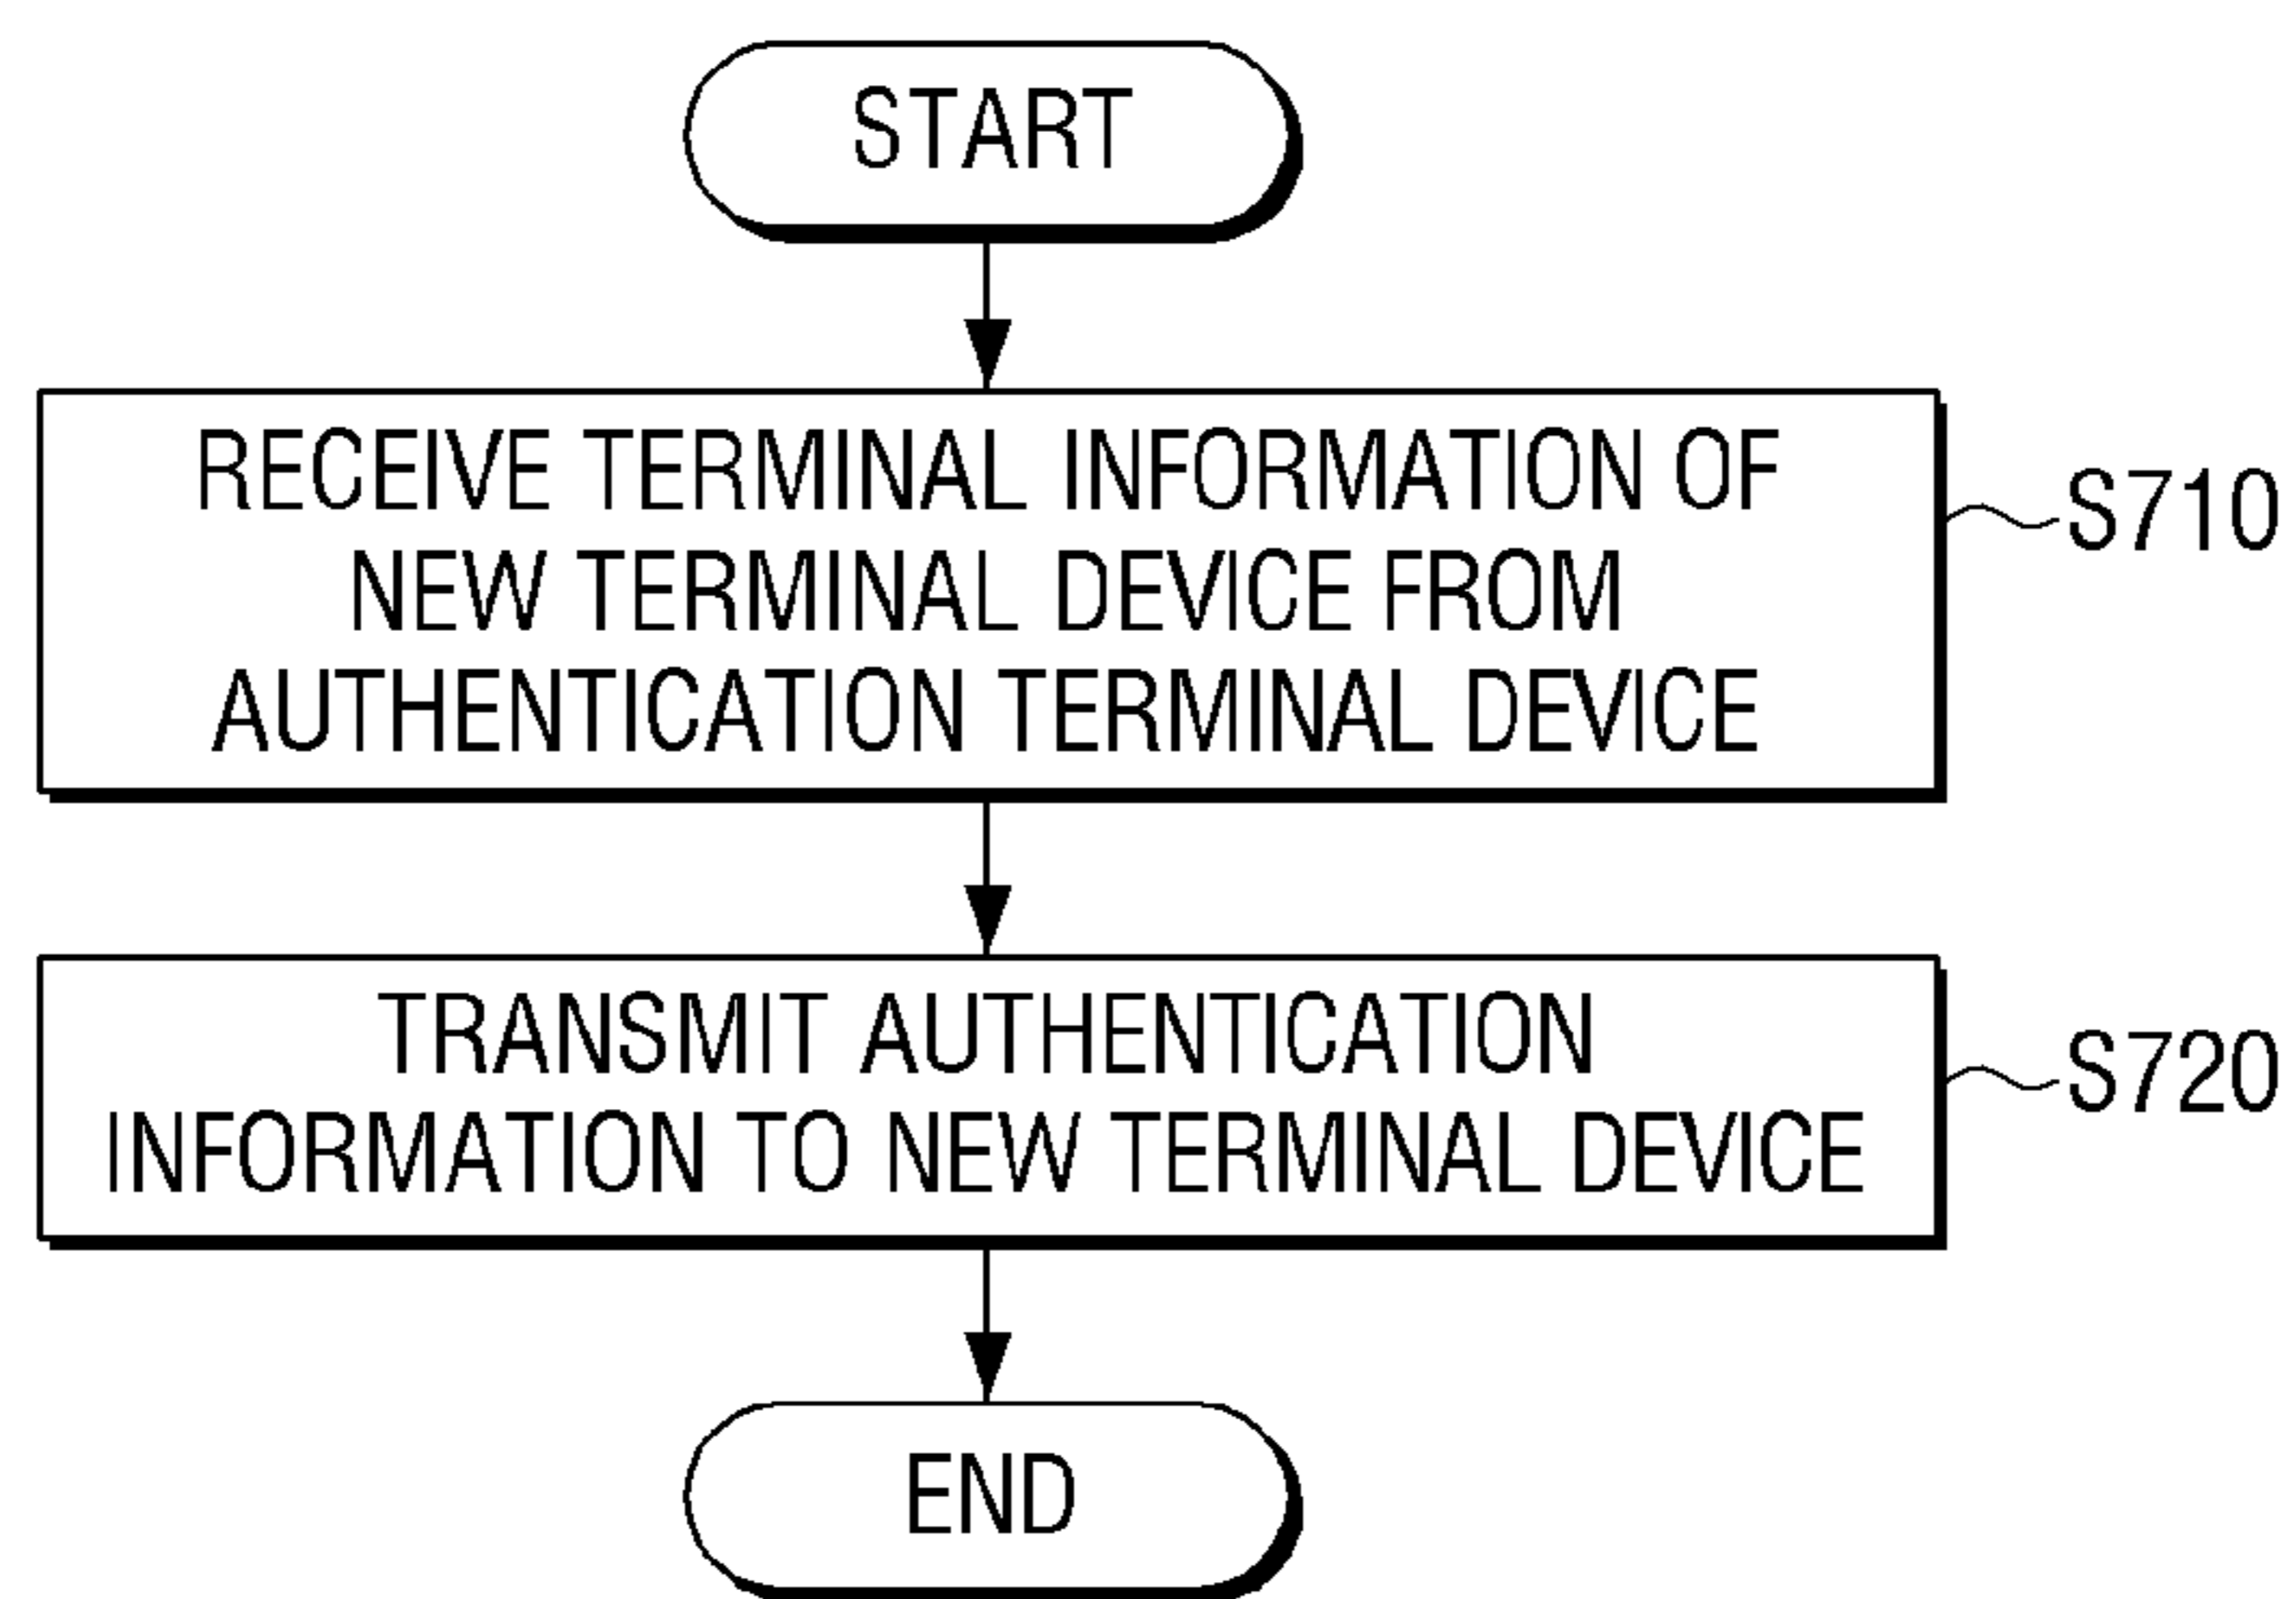 START
RECEIVE TERMINAL INFORMATION OF
NEW TERMINAL DEVICE FROM
AUTHENTICATION TERMINAL DEVICE
S710
TRANSMIT AUTHENTICATION
INFORMATION TO NEW TERMINAL DEVICE
S720
END